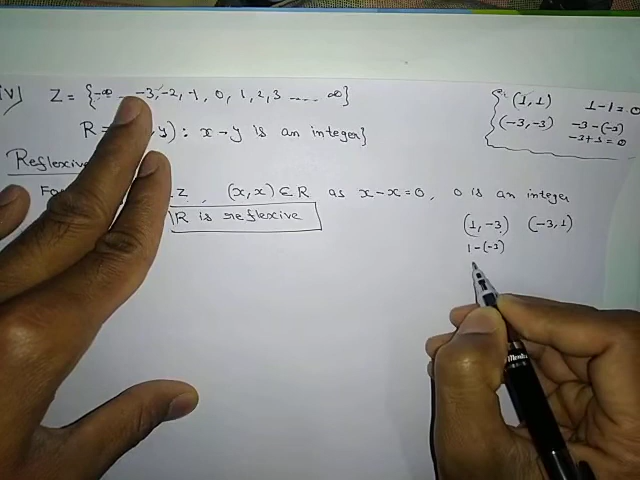 iv) Z = {-∞ ... -3, -2, -1, 0, 1, 2, 3 .... ∞}
R = y) : x - y is an integer}
(1, 1) 1-1=0
(-3, -3) -3-(-3)
-3+3=0
Reflexive
For Z, (x, x) ∈ R as x-x=0, 0 is an integer
R is reflexive
(1, -3) (-3, 1)
1-(-3)